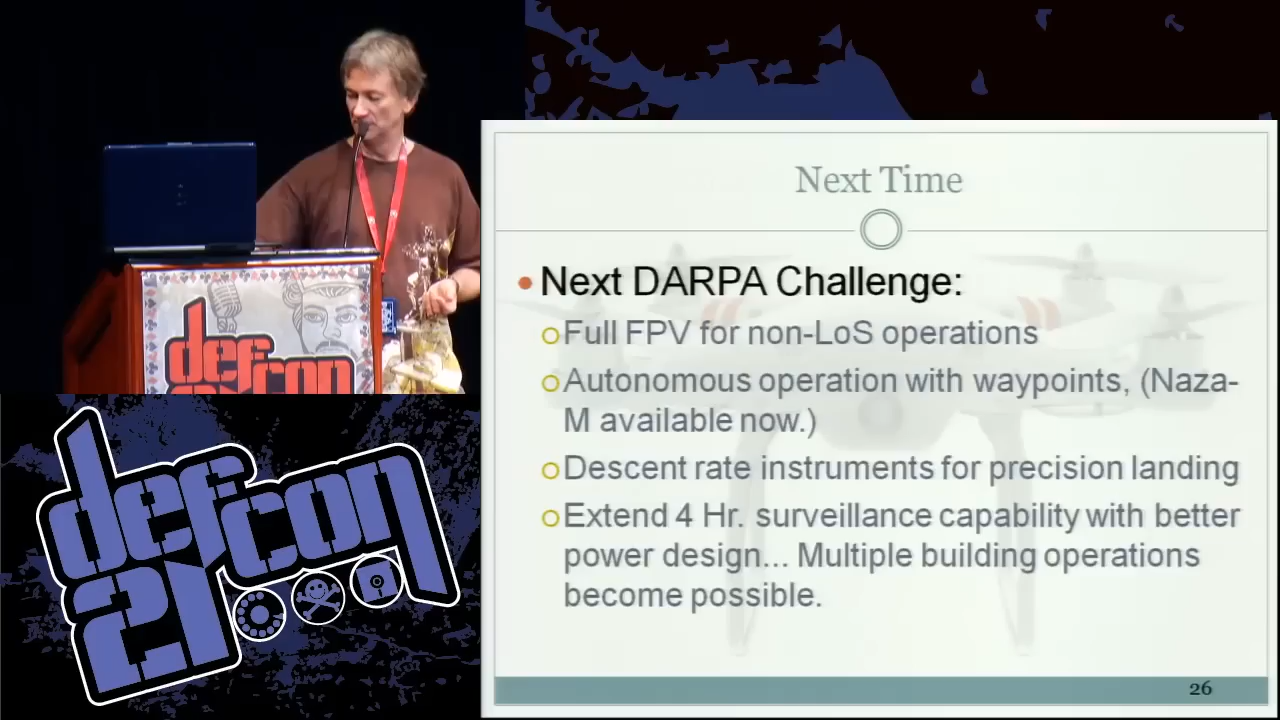 Next Time
Next DARPA Challenge:
Full FPV for non-LoS operations
Autonomous operation with waypoints, (Naza-
M available now.)
Descent rate instruments for precision landing
Extend 4 Hr. surveillance capability with better
power design... Multiple building operations
become possible.
26
defcon
defcon
21